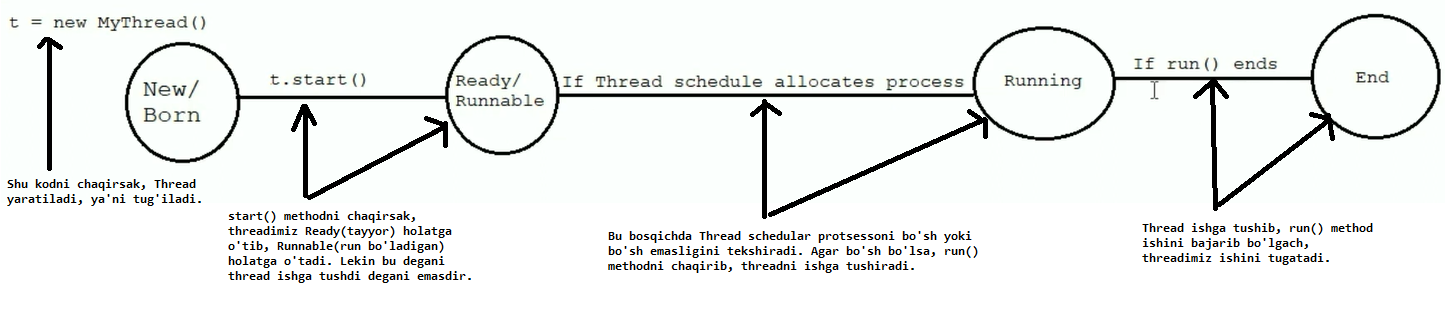 t = new MyThread()
New/
Born
t.start()
Ready/
Runnable
If Thread schedule allocates process
Running
If run() ends
End
Shu kodni chaqirsak, Thread
yaratiladi, ya'ni tug'iladi.
start() methodni chaqirsak,
threadimiz Ready(tayyor) holatga
o'tib, Runnable(run bo'ladigan)
holatga o'tadi. Lekin bu degani
thread ishga tushdi degani emasdir.
Bu bosqichda Thread schedular protsessoni bo'sh yoki
bo'sh emasligini tekshiradi. Agar bo'sh bo'lsa, run()
methodni chaqirib, threadni ishga tushiradi.
Thread ishga tushib, run() method
ishini bajarib bo'lgach,
threadimiz ishini tugatadi.